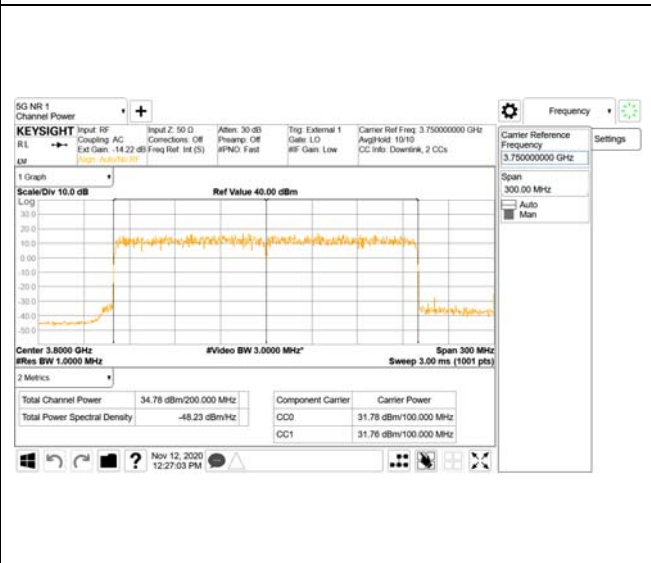 5G NR 1
Channel Power
+
Frequency
KEYSIGHT
Input: RF
Input Z: 50 Ω
Atten: 30 dB
Trig: External 1
Carrier Ref Freq: 3.750000000 GHz
RL
Coupling: AC
Corrections: Off
Preamp: Off
Gate: LO
Avg|Hold: 10/10
Ext Gain: -14.22 dB
Freq Ref: Int (S)
#PNO: Fast
#IF Gain: Low
CC Info: Downlink, 2 CCs
Align: Auto/No RF
Carrier Reference
Frequency
3.750000000 GHz
Settings
Span
300.00 MHz
Auto
Man
1 Graph
Scale/Div 10.0 dB
Ref Value 40.00 dBm
Log
30.0
20.0
10.0
0.00
-10.0
-20.0
-30.0
-40.0
-50.0
Center 3.8000 GHz
#Video BW 3.0000 MHz*
Span 300 MHz
#Res BW 1.0000 MHz
Sweep 3.00 ms (1001 pts)
2 Metrics
Total Channel Power
34.78 dBm/200.000 MHz
Total Power Spectral Density
-48.23 dBm/Hz
Component Carrier
Carrier Power
CC0
31.78 dBm/100.000 MHz
CC1
31.76 dBm/100.000 MHz
?
Nov 12, 2020
12:27:03 PM